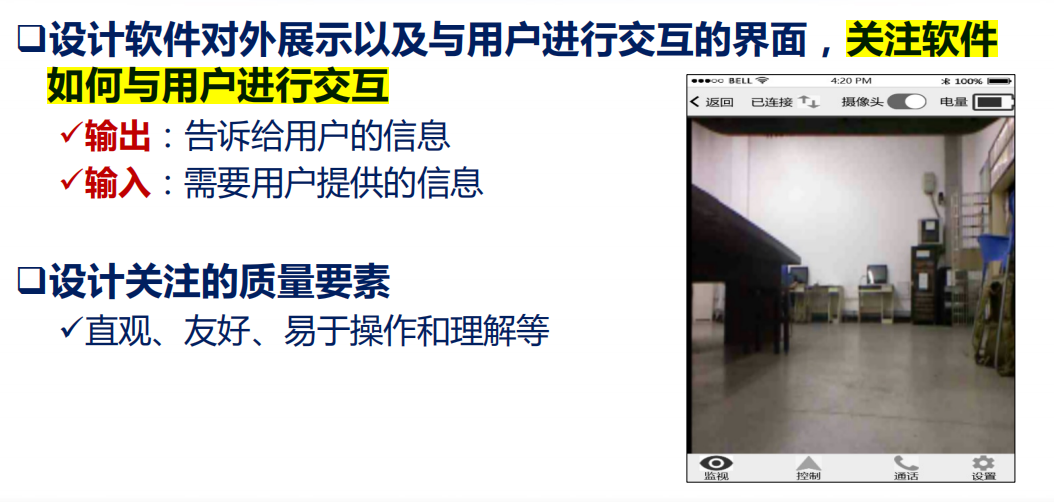 设计软件对外展示以及与用户进行交互的界面，关注软件
如何与用户进行交互
输出：告诉给用户的信息
输入：需要用户提供的信息
设计关注的质量要素
直观、友好、易于操作和理解等
BELL 4:20 PM 100%
返回 已连接 摄像头 电量
监视 控制 通话 设置